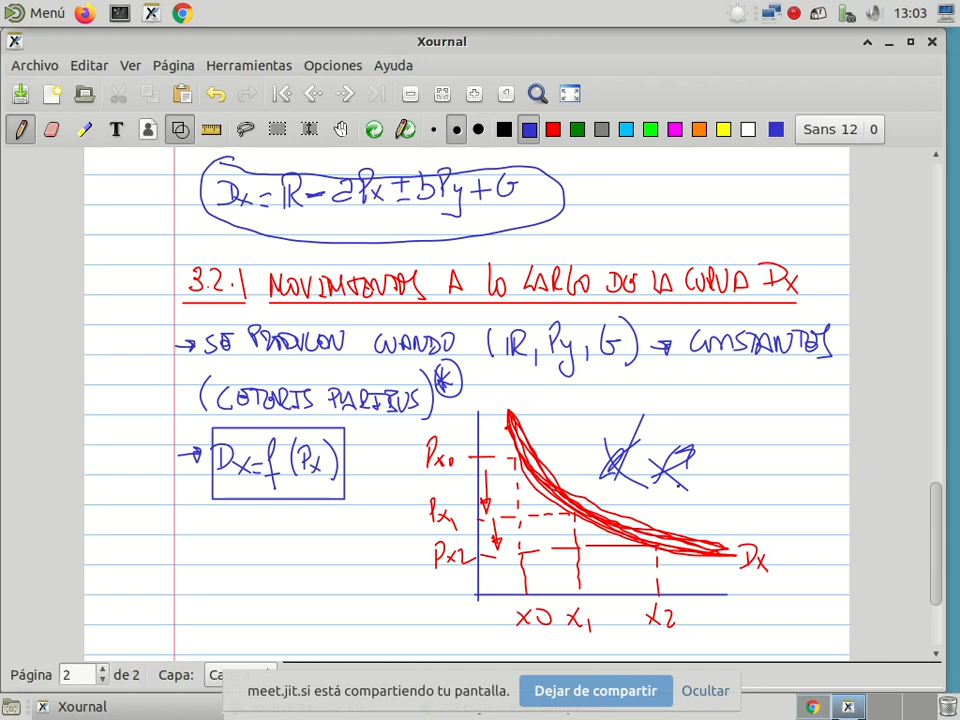 Menú
13:03
Xournal
Archivo Editar Ver Página Herramientas Opciones Ayuda
Sans 12 0
Dx = R - aPx ± bPy + G
3.2.1 MOVIMIENTOS A LO LARGO DE LA CURVA Dx
→ SE PRODUCEN CUANDO (R, Py, G) → CONSTANTES
(CETERIS PARIBUS)*
→ Dx = f (Px)
Px0
Px1
Px2
Dx
x0 x1 x2
Página 2 de 2 Capa:
meet.jit.si está compartiendo tu pantalla. Dejar de compartir Ocultar
Xournal